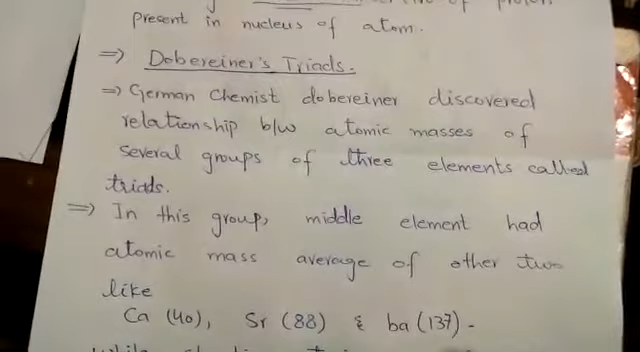 of
present in nucleus of atom.
=> Dobereiner's Triads.
=> German Chemist dobereiner discovered
relationship b/w atomic masses of
several groups of three elements called
triads.
=> In this group, middle element had
atomic mass average of other two
like
Ca (40), Sr (88) & ba (137) -